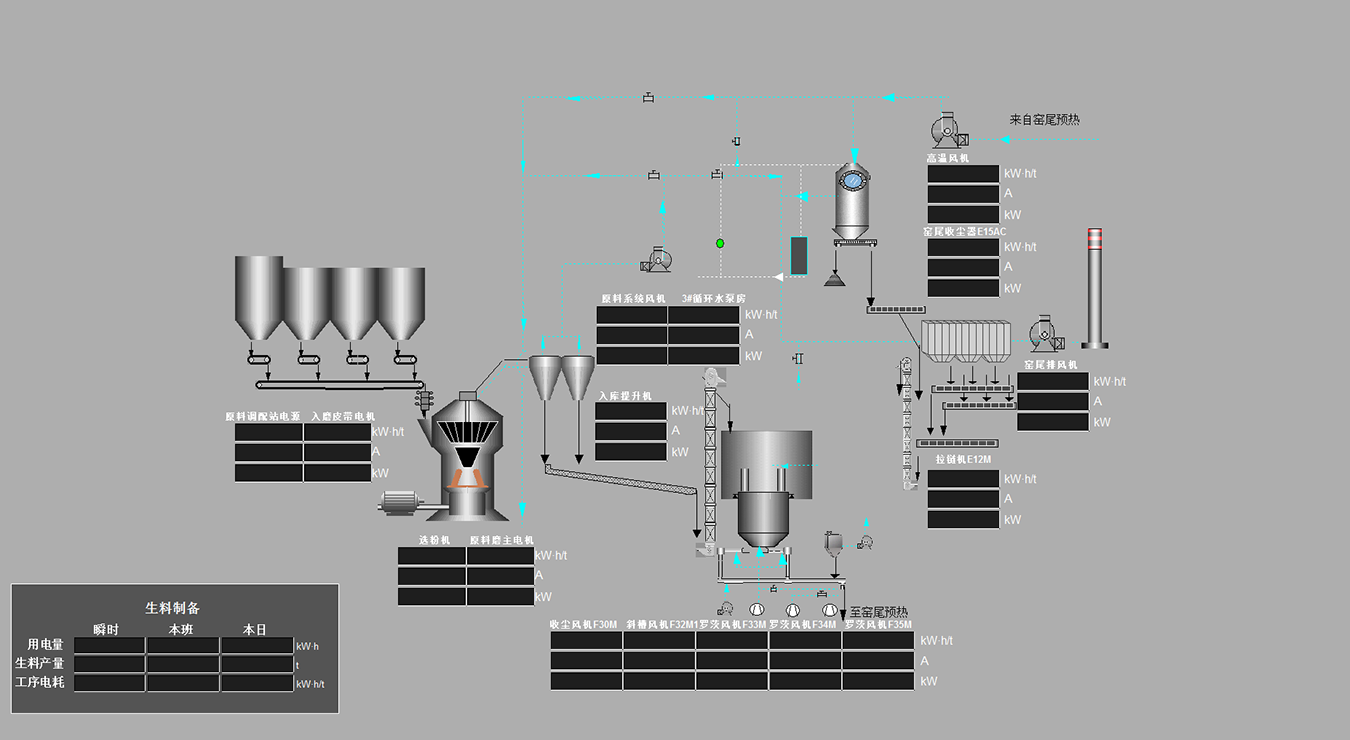 来自窑尾预热
高温风机
kW·h/t
A
kW
窑尾收尘器E15AC
kW·h/t
A
kW
原料系统风机 3#循环水泵房
kW·h/t
A
kW
窑尾排风机
kW·h/t
A
kW
入库提升机
kW·h/t
A
kW
原料调配站电源 入磨皮带电机
kW·h/t
A
kW
拉链机E12M
kW·h/t
A
kW
选粉机 原料磨主电机
kW·h/t
A
kW
至窑尾预热
收尘风机F30M 斜槽风机F32M1 罗茨风机F33M 罗茨风机F34M 罗茨风机F35M
kW·h/t
A
kW
生料制备
瞬时 本班 本日
用电量 kW·h
生料产量 t
工序电耗 kW·h/t